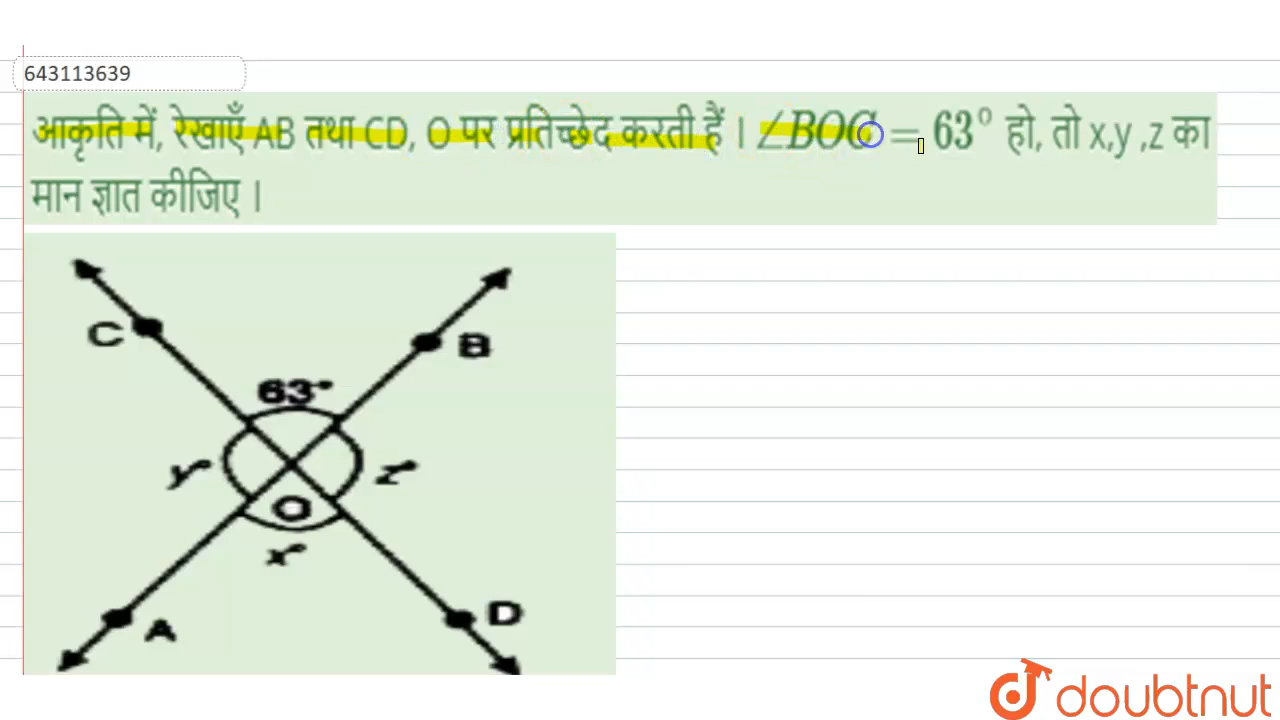 643113639
आकृति में, रेखाएँ AB तथा CD, O पर प्रतिच्छेद करती हैं । ∠BOC = 63° हो, तो x,y ,z का
मान ज्ञात कीजिए ।
C
B
63°
y°
z°
O
x°
A
D
doubtnut